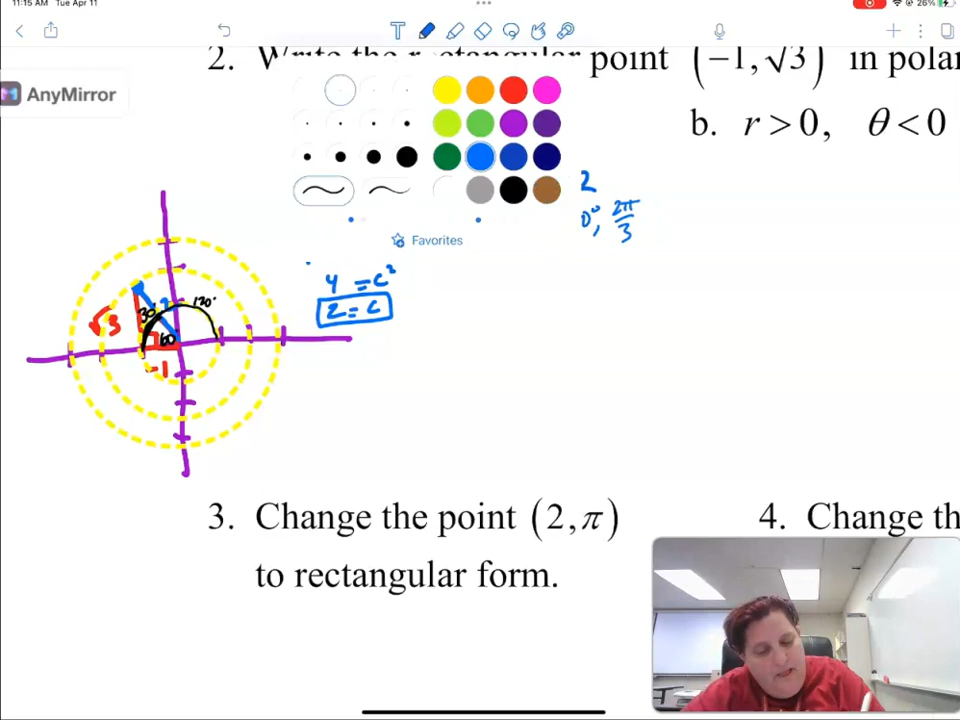 11:15 AM Tue Apr 11
26%
T
2. Write the rectangular point (−1, √3) in polar
AnyMirror
b. r > 0, θ < 0
2
0°, 2π/3
Favorites
4 = c²
2 = c
120°
30°
2
√3
60°
-1
3. Change the point (2, π)
to rectangular form.
4. Change th